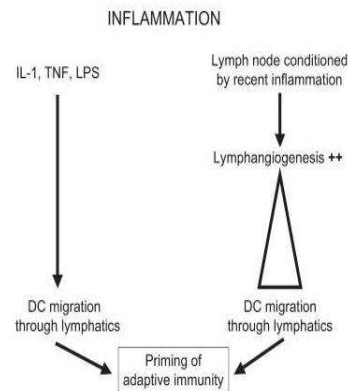 INFLAMMATION
IL-1, TNF, LPS
Lymph node conditioned
by recent inflammation
Lymphangiogenesis ++
DC migration
through lymphatics
DC migration
through lymphatics
Priming of
adaptive immunity